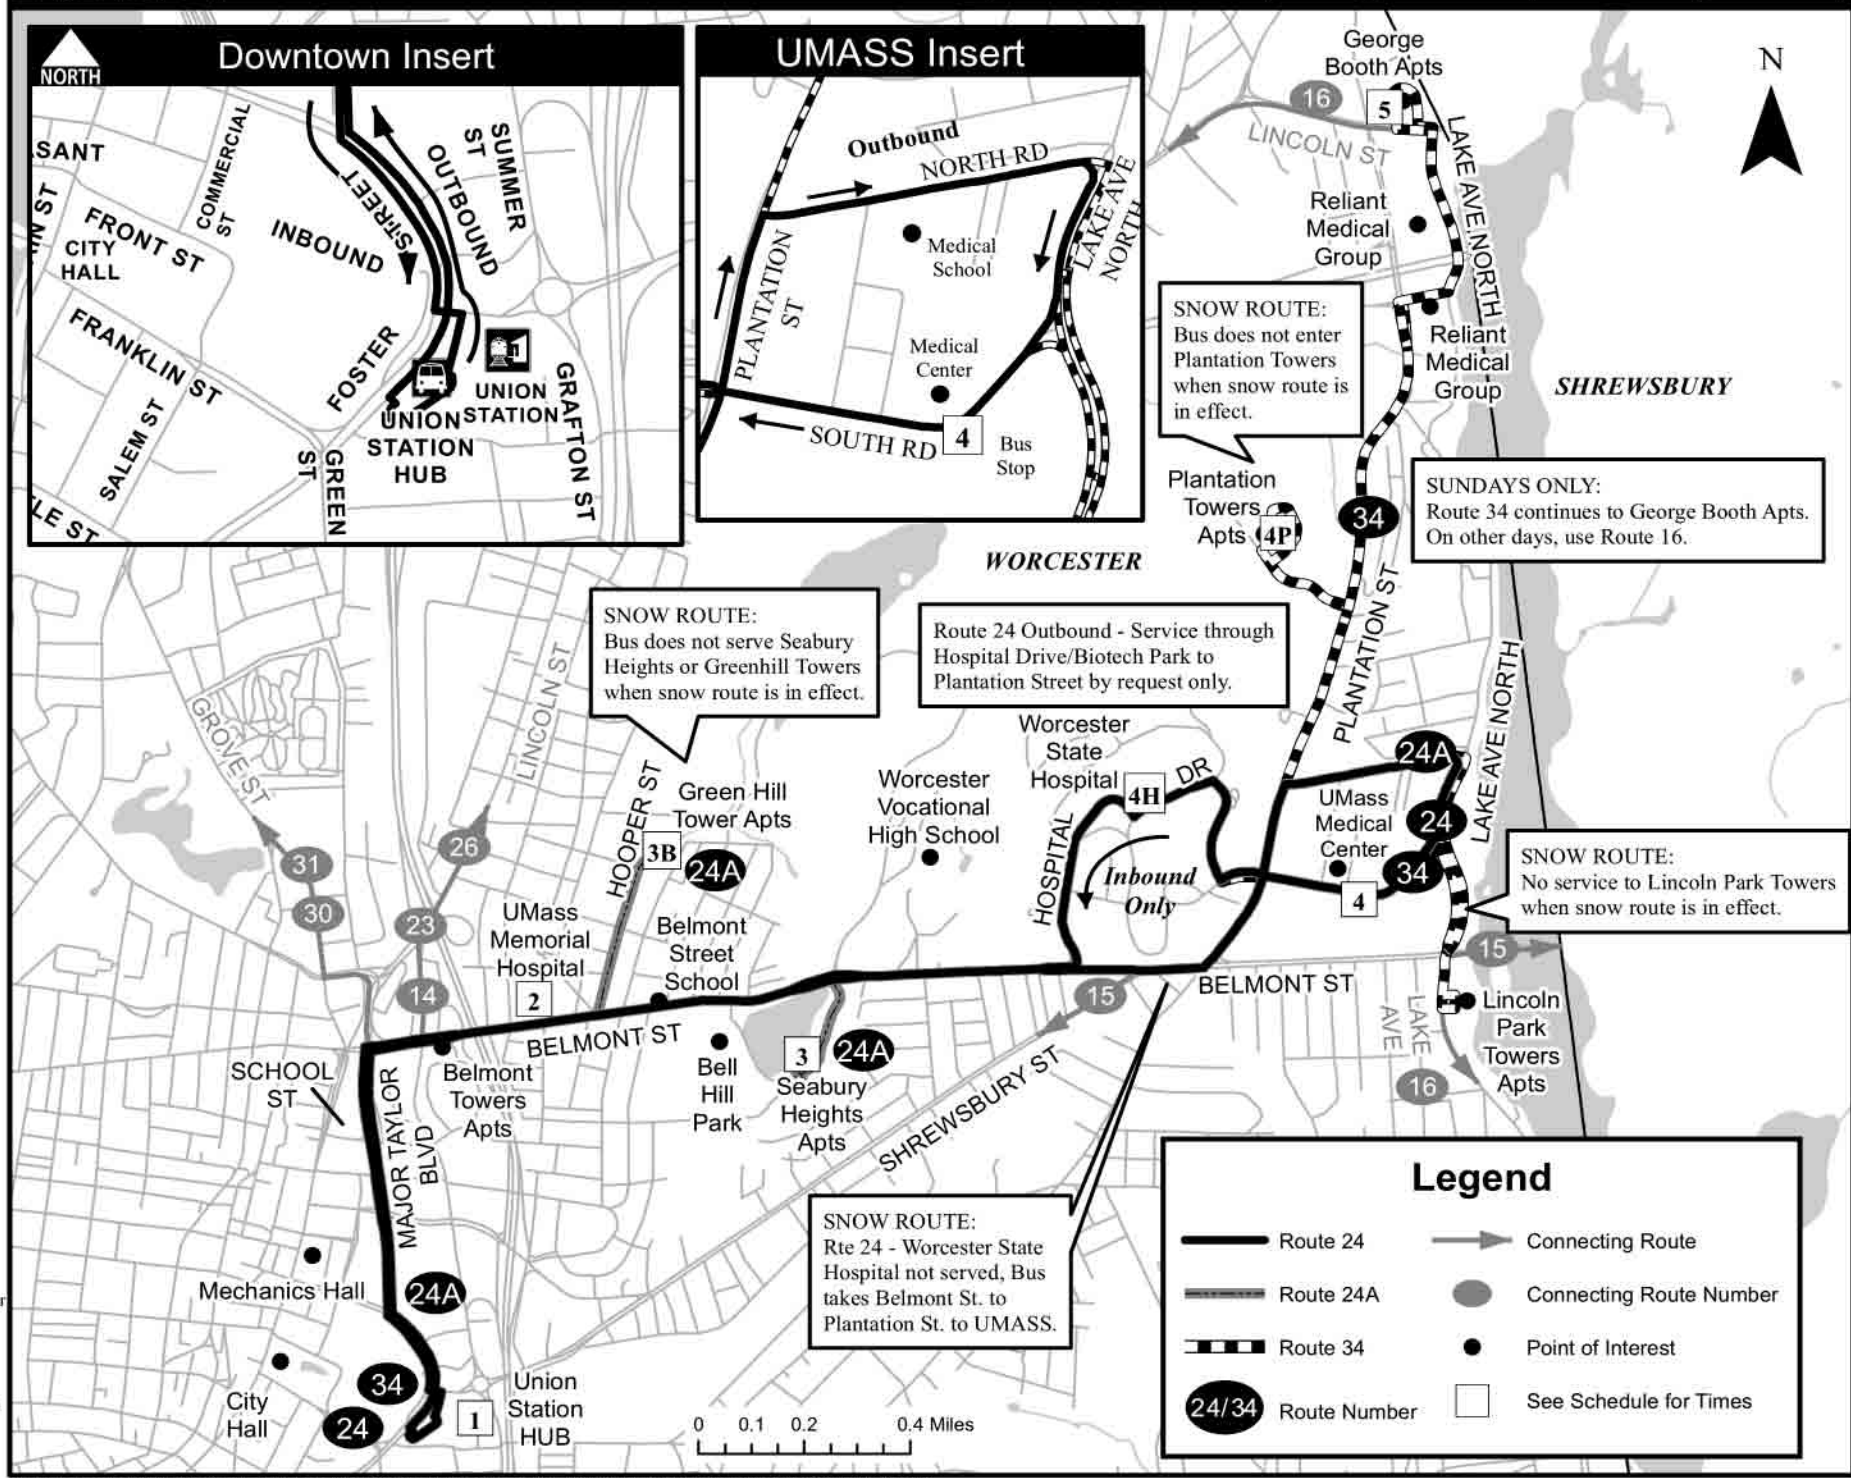 Downtown Insert
NORTH
SUMMER
ST
COMMERCIAL
ST
OUTBOUND
STREET
INBOUND
FRONT ST
CITY
HALL
FRANKLIN ST
SALEM ST
FOSTER
GREEN
ST
UNION
STATION
UNION
STATION
HUB
GRAFTON ST
UMASS Insert
Outbound
NORTH RD
LAKE AVE
NORTH
PLANTATION
ST
Medical
School
Medical
Center
SOUTH RD
4
Bus
Stop
N
George
Booth Apts
16
5
LINCOLN ST
LAKE AVE NORTH
Reliant
Medical
Group
Reliant
Medical
Group
SHREWSBURY
SNOW ROUTE:
Bus does not enter
Plantation Towers
when snow route is
in effect.
Plantation
Towers
Apts
4P
34
SUNDAYS ONLY:
Route 34 continues to George Booth Apts.
On other days, use Route 16.
WORCESTER
SNOW ROUTE:
Bus does not serve Seabury
Heights or Greenhill Towers
when snow route is in effect.
Route 24 Outbound - Service through
Hospital Drive/Biotech Park to
Plantation Street by request only.
PLANTATION ST
LAKE AVE NORTH
GROVE ST
LINCOLN ST
HOOPER ST
Green Hill
Tower Apts
3B
24A
Worcester
Vocational
High School
Worcester
State
Hospital
4H
HOSPITAL
DR
Inbound
Only
24A
UMass
Medical
Center
24
34
4
SNOW ROUTE:
No service to Lincoln Park Towers
when snow route is in effect.
31
30
26
23
14
UMass
Memorial
Hospital
2
Belmont
Street
School
15
15
BELMONT ST
BELMONT ST
LAKE
AVE
Lincoln
Park
Towers
Apts
16
SCHOOL
ST
Belmont
Towers
Apts
Bell
Hill
Park
3
24A
Seabury
Heights
Apts
SHREWSBURY ST
MAJOR TAYLOR
BLVD
Mechanics Hall
24A
City
Hall
34
24
1
Union
Station
HUB
SNOW ROUTE:
Rte 24 - Worcester State
Hospital not served, Bus
takes Belmont St. to
Plantation St. to UMASS.
0 0.1 0.2 0.4 Miles
Legend
Route 24
Connecting Route
Route 24A
Connecting Route Number
Route 34
Point of Interest
24/34
Route Number
See Schedule for Times